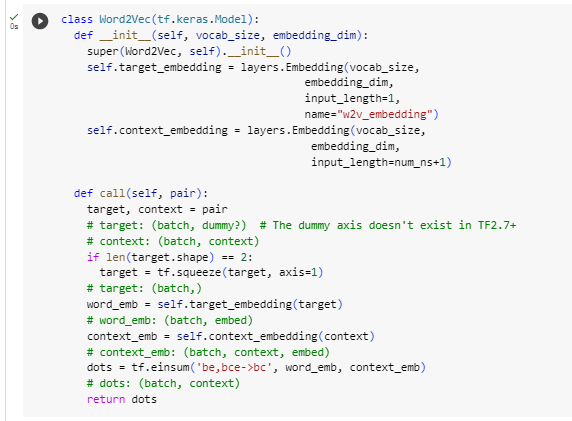 0s
class Word2Vec(tf.keras.Model):
  def __init__(self, vocab_size, embedding_dim):
    super(Word2Vec, self).__init__()
    self.target_embedding = layers.Embedding(vocab_size,
                                      embedding_dim,
                                      input_length=1,
                                      name="w2v_embedding")
    self.context_embedding = layers.Embedding(vocab_size,
                                       embedding_dim,
                                       input_length=num_ns+1)

  def call(self, pair):
    target, context = pair
    # target: (batch, dummy?)  # The dummy axis doesn't exist in TF2.7+
    # context: (batch, context)
    if len(target.shape) == 2:
      target = tf.squeeze(target, axis=1)
    # target: (batch,)
    word_emb = self.target_embedding(target)
    # word_emb: (batch, embed)
    context_emb = self.context_embedding(context)
    # context_emb: (batch, context, embed)
    dots = tf.einsum('be,bce->bc', word_emb, context_emb)
    # dots: (batch, context)
    return dots